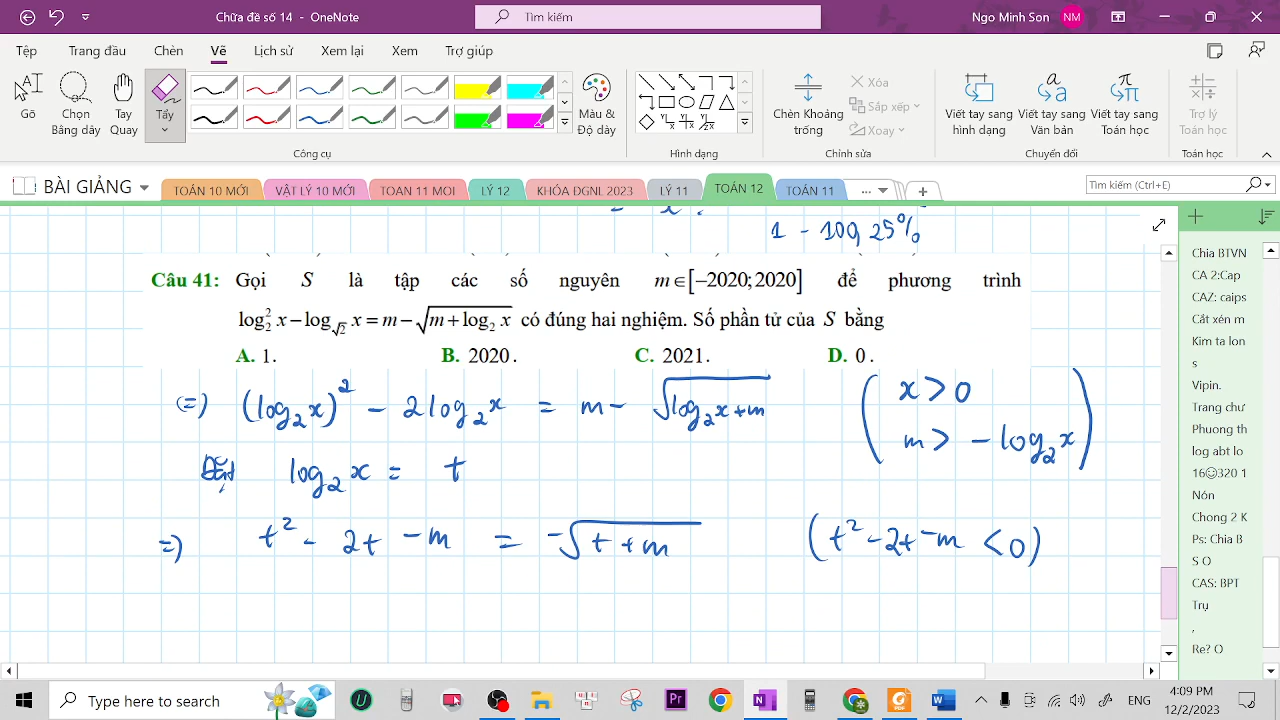 Chữa đề số 14 - OneNote
Tìm kiếm
Ngo Minh Son
NM
Tệp
Trang đầu
Chèn
Vẽ
Lịch sử
Xem lại
Xem
Trợ giúp
Gõ
Chọn Bằng dây
Tay Quay
Tẩy
Màu & Độ dày
Chèn Khoảng trống
Xóa
Sắp xếp
Xoay
Viết tay sang hình dạng
Viết tay sang Văn bản
Viết tay sang Toán học
Trợ lý Toán học
Công cụ
Hình dạng
Chỉnh sửa
Chuyển đổi
Toán học
BÀI GIẢNG
TOÁN 10 MỚI
VẬT LÝ 10 MỚI
TOAN 11 MOI
LÝ 12
KHÓA DGNL 2023
LÝ 11
TOÁN 12
TOÁN 11
...
Tìm kiếm (Ctrl+E)
1 - 100,25%
Câu 41: Gọi S là tập các số nguyên m∈[−2020;2020] để phương trình
log₂² x − log_√2 x = m − √(m + log₂ x) có đúng hai nghiệm. Số phần tử của S bằng
A. 1. B. 2020. C. 2021. D. 0.
(=) (log₂x)² - 2log₂x = m - √(log₂x+m) ( x > 0
m > - log₂x )
Đặt log₂x = t
=) t² - 2t - m = -√(t + m) (t² - 2t - m < 0)
Chia BTVN
CA 2:Cap
CAZ: caips
Cắt xén m
Kim ta lon
s
Vipin.
Trang chư
Phuong th
log abt lo
16☺320 1
Nón
Chong 2 K
Ps: Chia B
S O
CAS: BPT
Trụ
,
Re? O
Type here to search
ENG
4:09 PM
12/2/2023